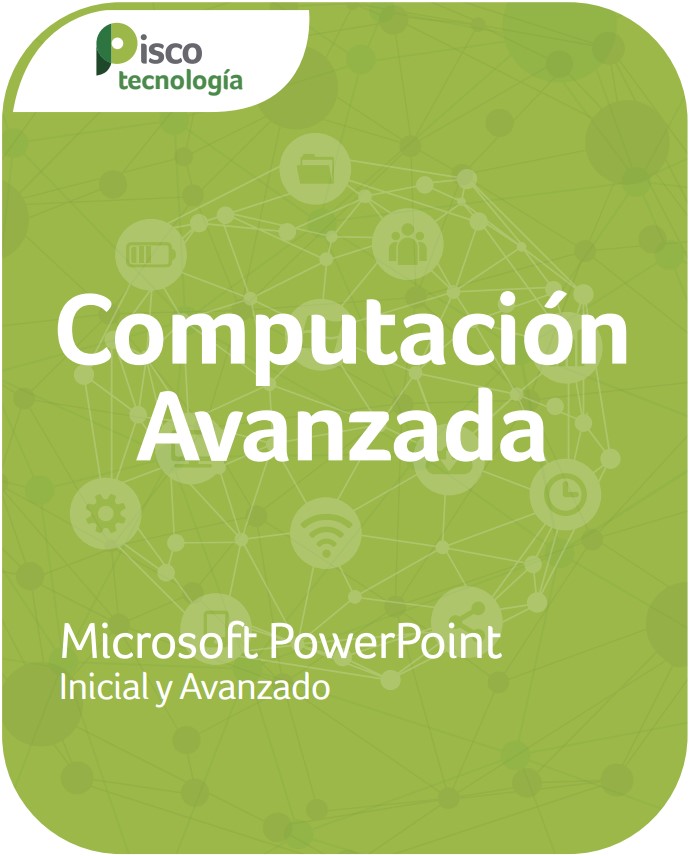 Pisco
tecnología
Computación
Avanzada
Microsoft PowerPoint
Inicial y Avanzado